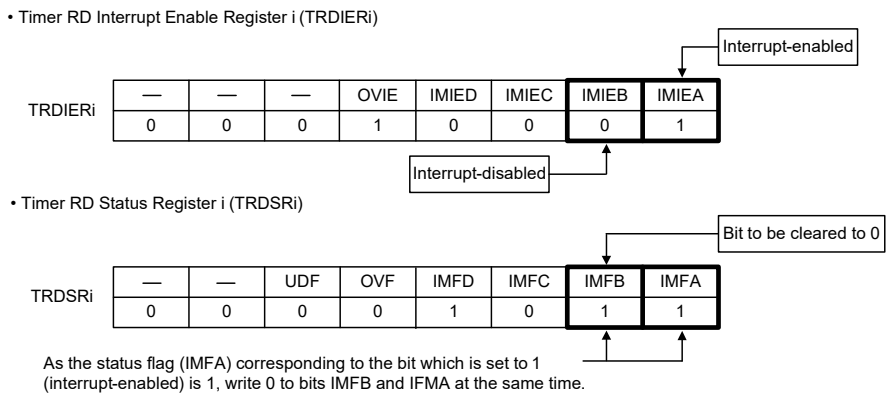 • Timer RD Interrupt Enable Register i (TRDIERi)
Interrupt-enabled
TRDIERi
— — — OVIE IMIED IMIEC IMIEB IMIEA
0 0 0 1 0 0 0 1
Interrupt-disabled
• Timer RD Status Register i (TRDSRi)
Bit to be cleared to 0
TRDSRi
— — UDF OVF IMFD IMFC IMFB IMFA
0 0 0 0 1 0 1 1
As the status flag (IMFA) corresponding to the bit which is set to 1
(interrupt-enabled) is 1, write 0 to bits IMFB and IFMA at the same time.